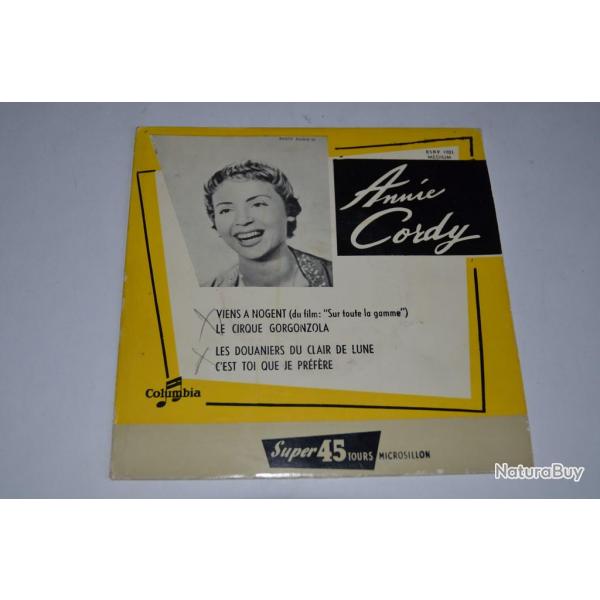 MEDIUM
Annie
Cordy
VIENS A NOGENT (du film: "Sur toute la gamme")
LE CIRQUE GORGONZOLA
LES DOUANIERS DU CLAIR DE LUNE
C'EST TOI QUE JE PRÉFÈRE
Columbia
Super 45 TOURS MICROSILLON
NaturaBuy